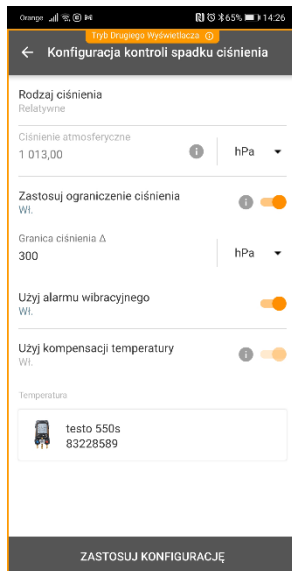 Orange
65%
14:26
Tryb Drugiego Wyświetlacza
Konfiguracja kontroli spadku ciśnienia
Rodzaj ciśnienia
Relatywne
Ciśnienie atmosferyczne
1 013,00
hPa
Zastosuj ograniczenie ciśnienia
Wł.
Granica ciśnienia Δ
300
hPa
Użyj alarmu wibracyjnego
Wł.
Użyj kompensacji temperatury
Wł.
Temperatura
testo 550s
83228589
ZASTOSUJ KONFIGURACJĘ